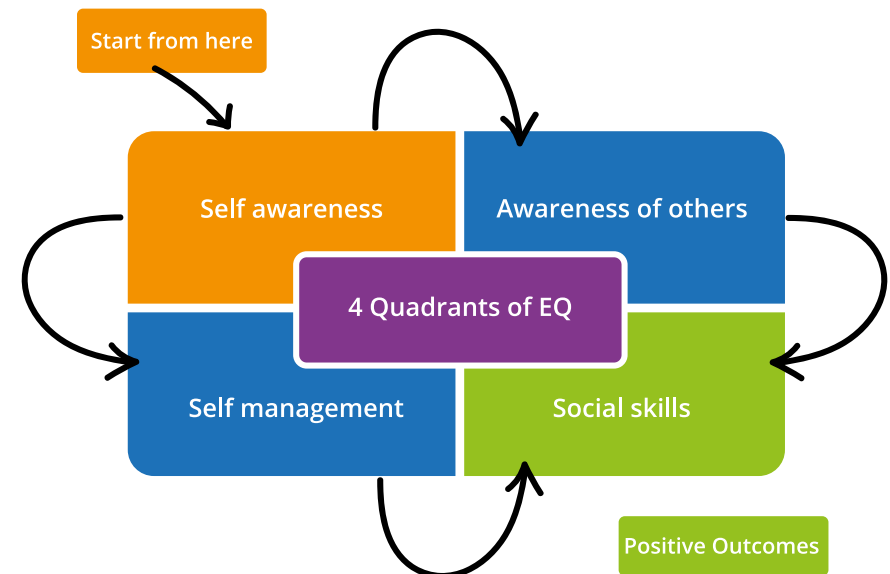 Start from here
Self awareness
Awareness of others
4 Quadrants of EQ
Self management
Social skills
Positive Outcomes